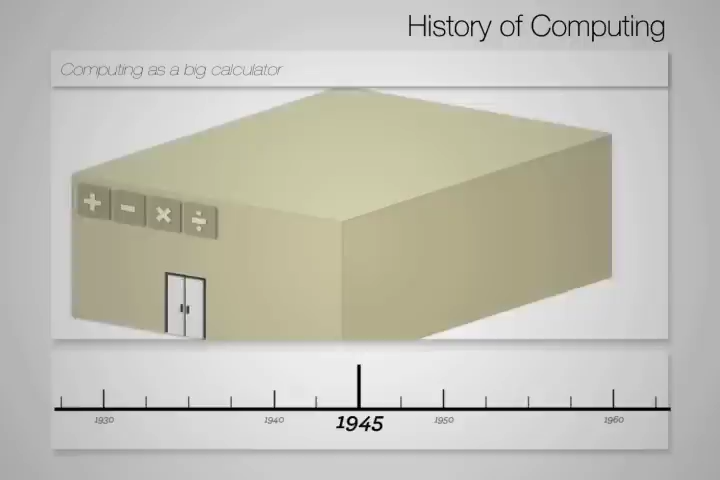 History of Computing
Computing as a big calculator
+ − × ÷
1930 1940 1945 1950 1960